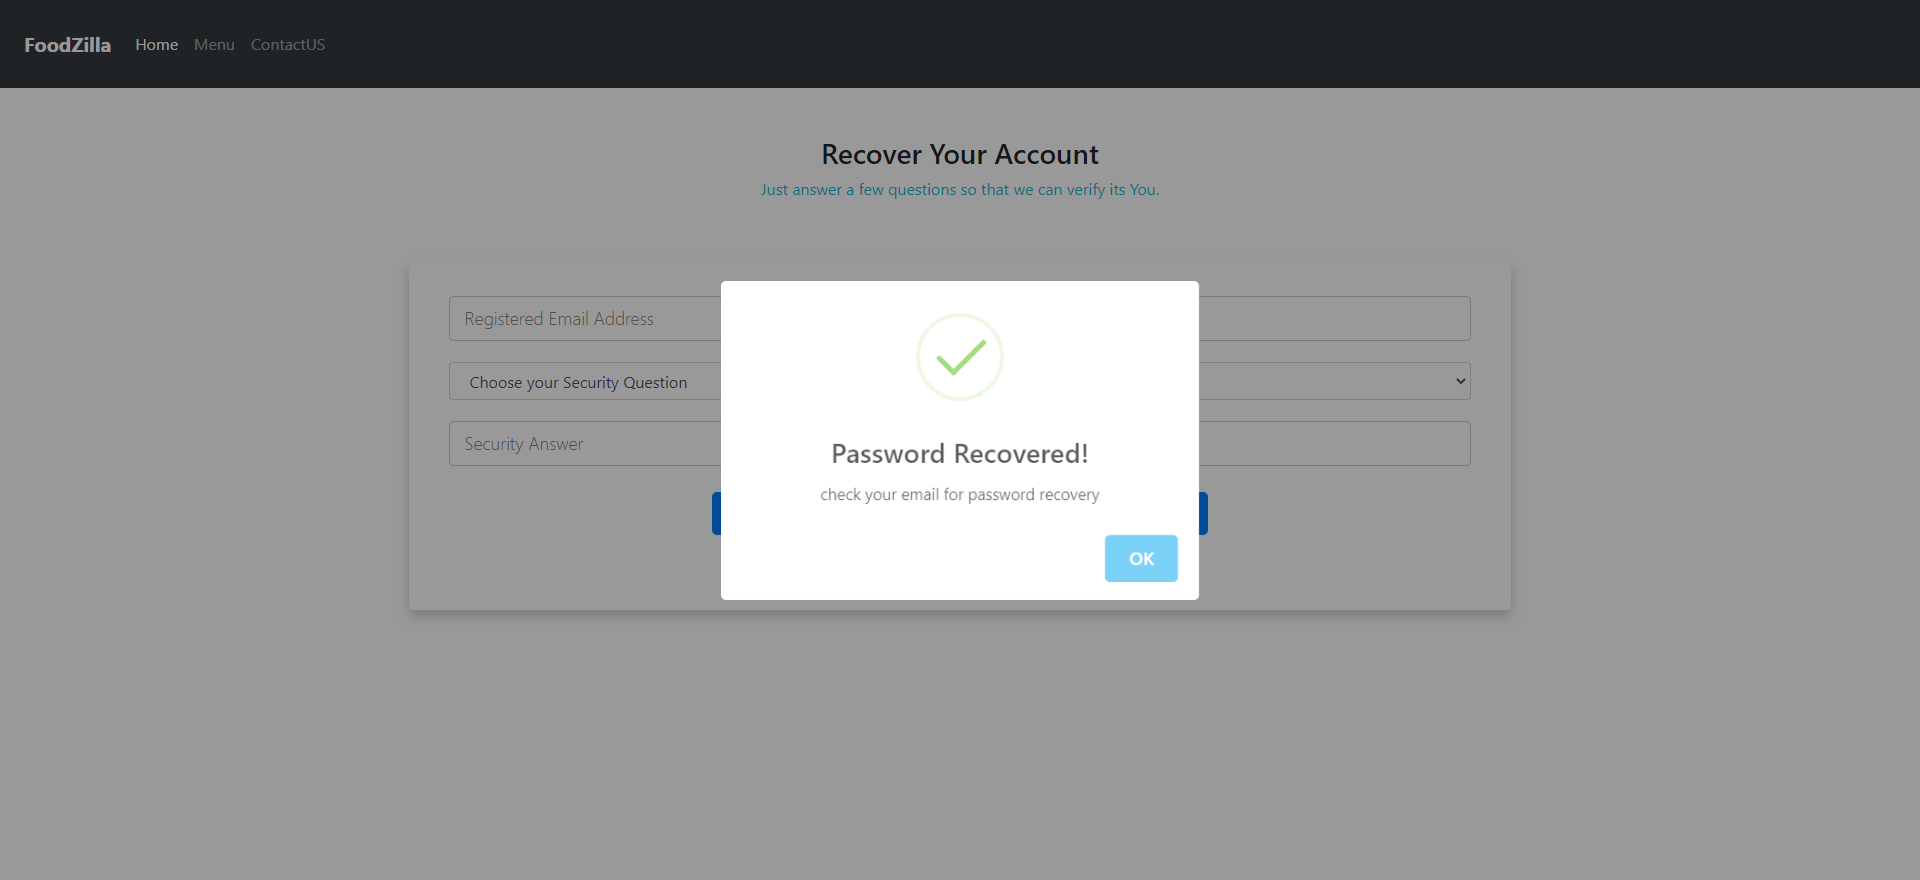 FoodZilla Home Menu ContactUS
Recover Your Account
Just answer a few questions so that we can verify its You.
Registered Email Address
Choose your Security Question
Security Answer
Password Recovered!
check your email for password recovery
OK